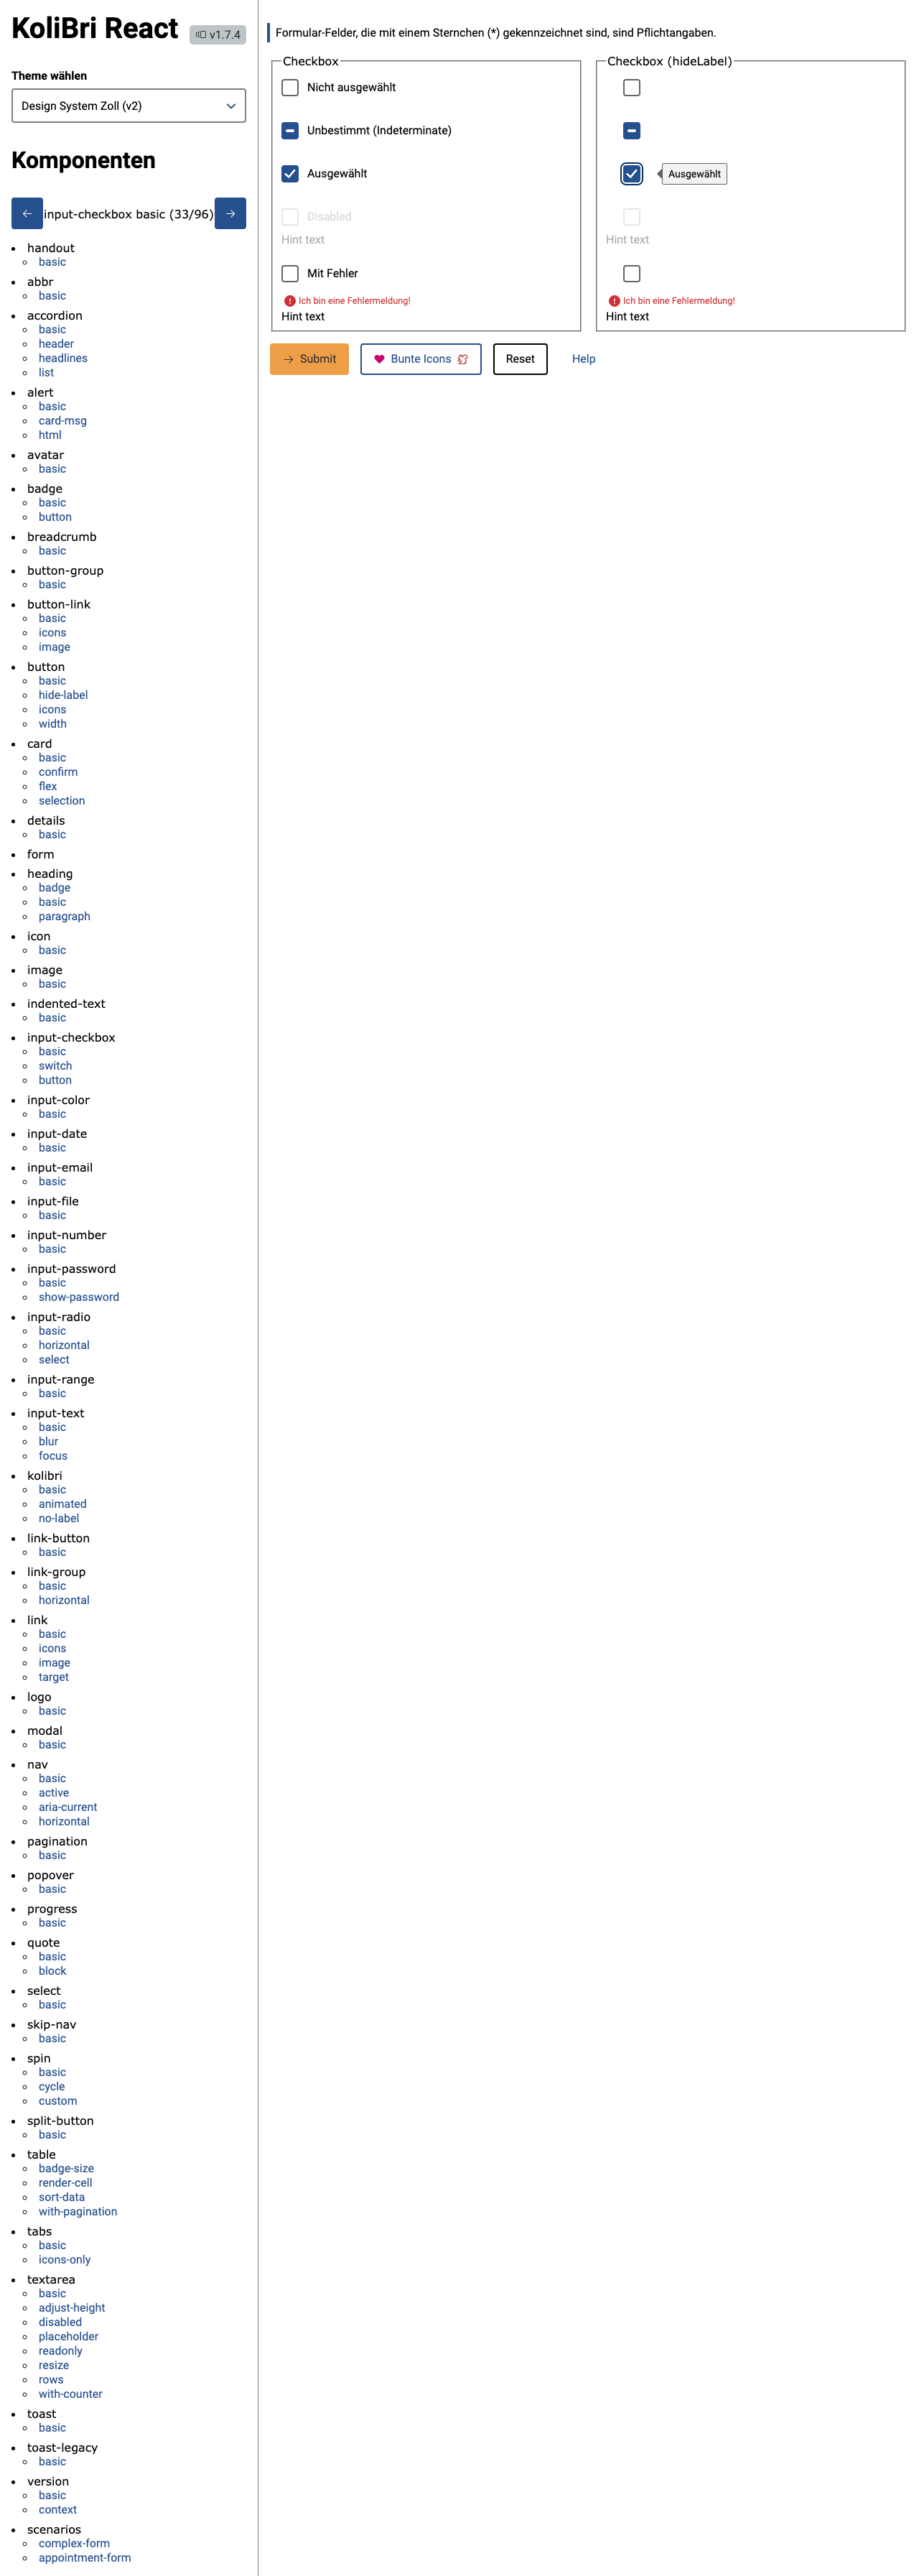 KoliBri React
v1.7.4
Theme wählen
Design System Zoll (v2)
Komponenten
input-checkbox basic (33/96)
handout
basic
abbr
basic
accordion
basic
header
headlines
list
alert
basic
card-msg
html
avatar
basic
badge
basic
button
breadcrumb
basic
button-group
basic
button-link
basic
icons
image
button
basic
hide-label
icons
width
card
basic
confirm
flex
selection
details
basic
form
heading
badge
basic
paragraph
icon
basic
image
basic
indented-text
basic
input-checkbox
basic
switch
button
input-color
basic
input-date
basic
input-email
basic
input-file
basic
input-number
basic
input-password
basic
show-password
input-radio
basic
horizontal
select
input-range
basic
input-text
basic
blur
focus
kolibri
basic
animated
no-label
link-button
basic
link-group
basic
horizontal
link
basic
icons
image
target
logo
basic
modal
basic
nav
basic
active
aria-current
horizontal
pagination
basic
popover
basic
progress
basic
quote
basic
block
select
basic
skip-nav
basic
spin
basic
cycle
custom
split-button
basic
table
badge-size
render-cell
sort-data
with-pagination
tabs
basic
icons-only
textarea
basic
adjust-height
disabled
placeholder
readonly
resize
rows
with-counter
toast
basic
toast-legacy
basic
version
basic
context
scenarios
complex-form
appointment-form
Formular-Felder, die mit einem Sternchen (*) gekennzeichnet sind, sind Pflichtangaben.
Checkbox
Nicht ausgewählt
Unbestimmt (Indeterminate)
Ausgewählt
Disabled
Hint text
Mit Fehler
Ich bin eine Fehlermeldung!
Hint text
Checkbox (hideLabel)
Ausgewählt
Hint text
Ich bin eine Fehlermeldung!
Hint text
Submit
Bunte Icons
Reset
Help